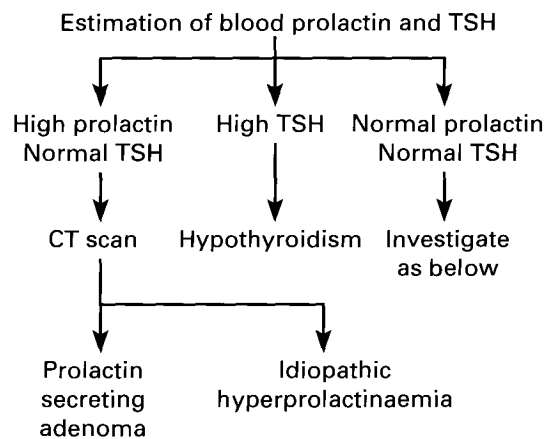 Estimation of blood prolactin and TSH
High prolactin
Normal TSH
High TSH
Normal prolactin
Normal TSH
CT scan
Hypothyroidism
Investigate
as below
Prolactin
secreting
adenoma
Idiopathic
hyperprolactinaemia